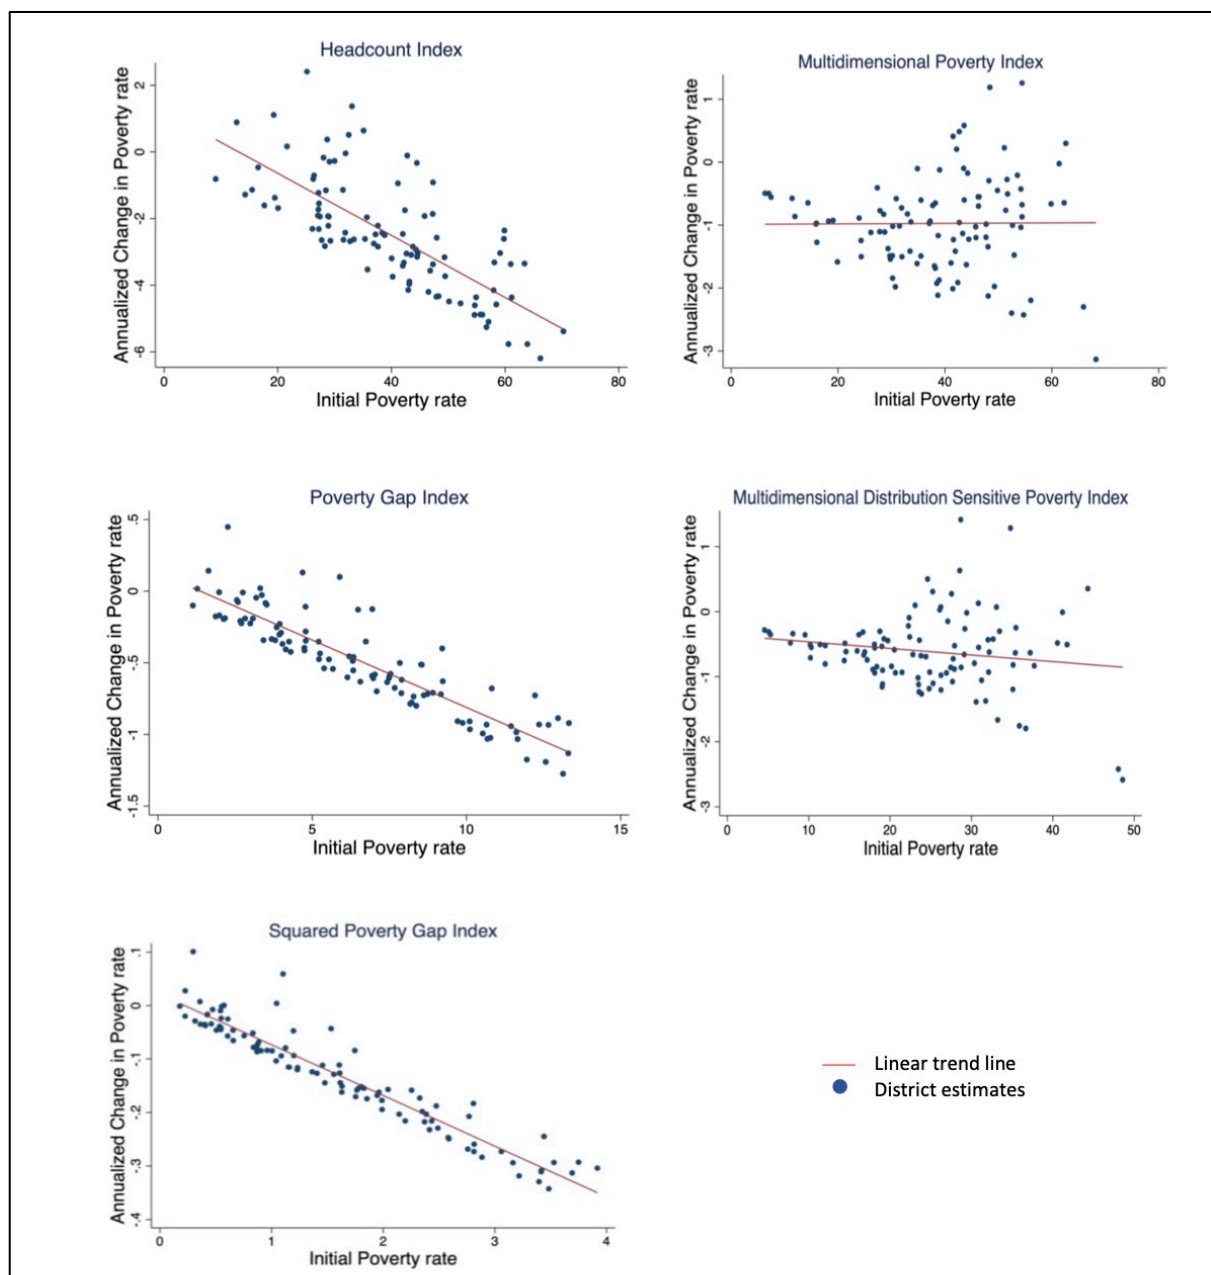 Headcount Index
Annualized Change in Poverty rate
2
0
-2
-4
-6
0 20 40 60 80
Initial Poverty rate
Multidimensional Poverty Index
Annualized Change in Poverty rate
1
0
-1
-2
-3
0 20 40 60 80
Initial Poverty rate
Poverty Gap Index
Annualized Change in Poverty rate
.5
0
-.5
-1
-1.5
0 5 10 15
Initial Poverty rate
Multidimensional Distribution Sensitive Poverty Index
Annualized Change in Poverty rate
1
0
-1
-2
-3
0 10 20 30 40 50
Initial Poverty rate
Squared Poverty Gap Index
Annualized Change in Poverty rate
.1
0
-.1
-.2
-.3
-.4
0 1 2 3 4
Initial Poverty rate
Linear trend line
District estimates